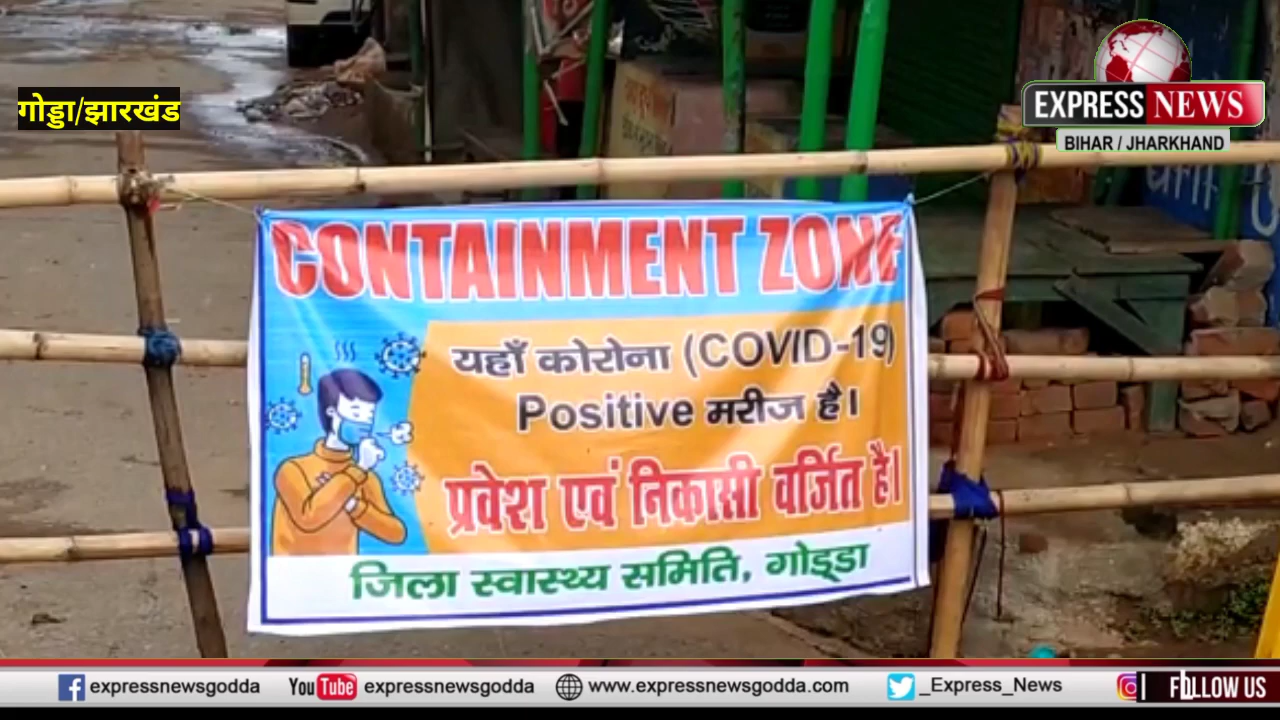 गोड्डा/झारखंड
EXPRESS NEWS
BIHAR / JHARKHAND
CONTAINMENT ZONE
यहाँ कोरोना (COVID-19)
Positive मरीज है।
प्रवेश एवं निकासी वर्जित है।
जिला स्वास्थ्य समिति, गोड्डा
expressnewsgodda
YouTube expressnewsgodda
www.expressnewsgodda.com
_Express_News
FOLLOW US